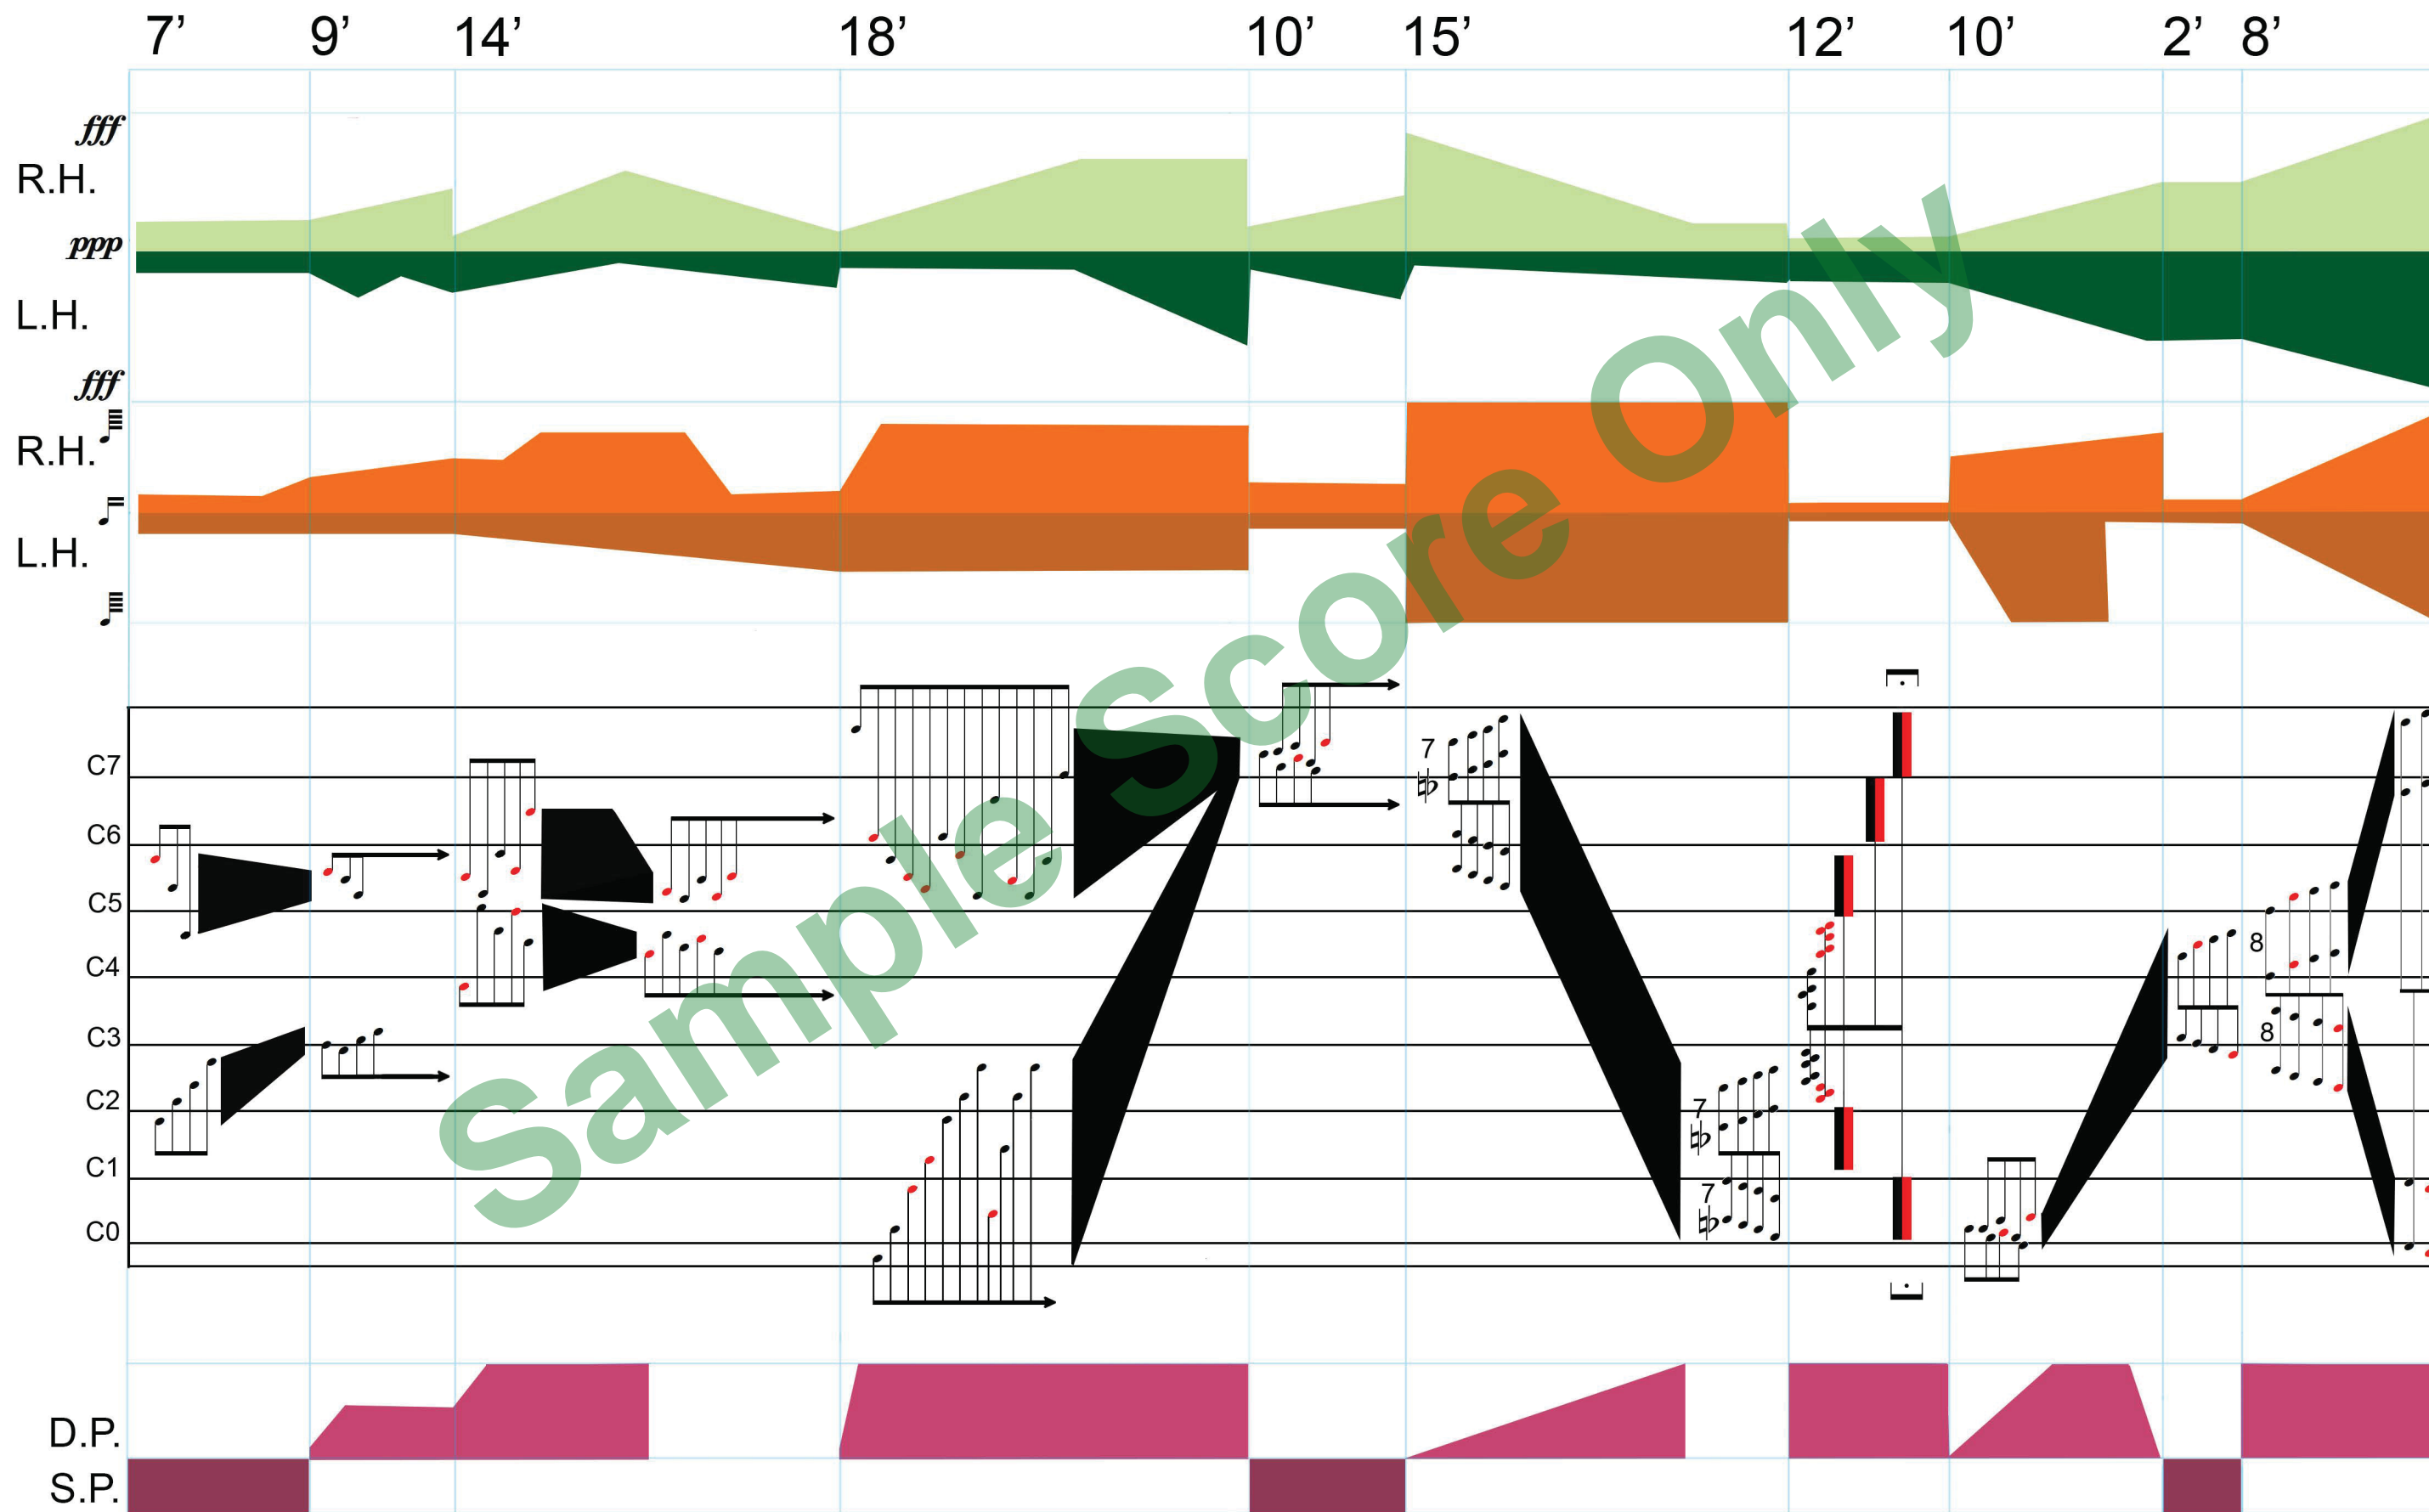 7’ 9’ 14’ 18’ 10’ 15’ 12’ 10’ 2’ 8’
fff
R.H.
ppp
L.H.
fff
R.H.
L.H.
Sample Score Only
C7
7
C6
C5
C4
8
C3
8
C2
7
C1
7
C0
D.P.
S.P.